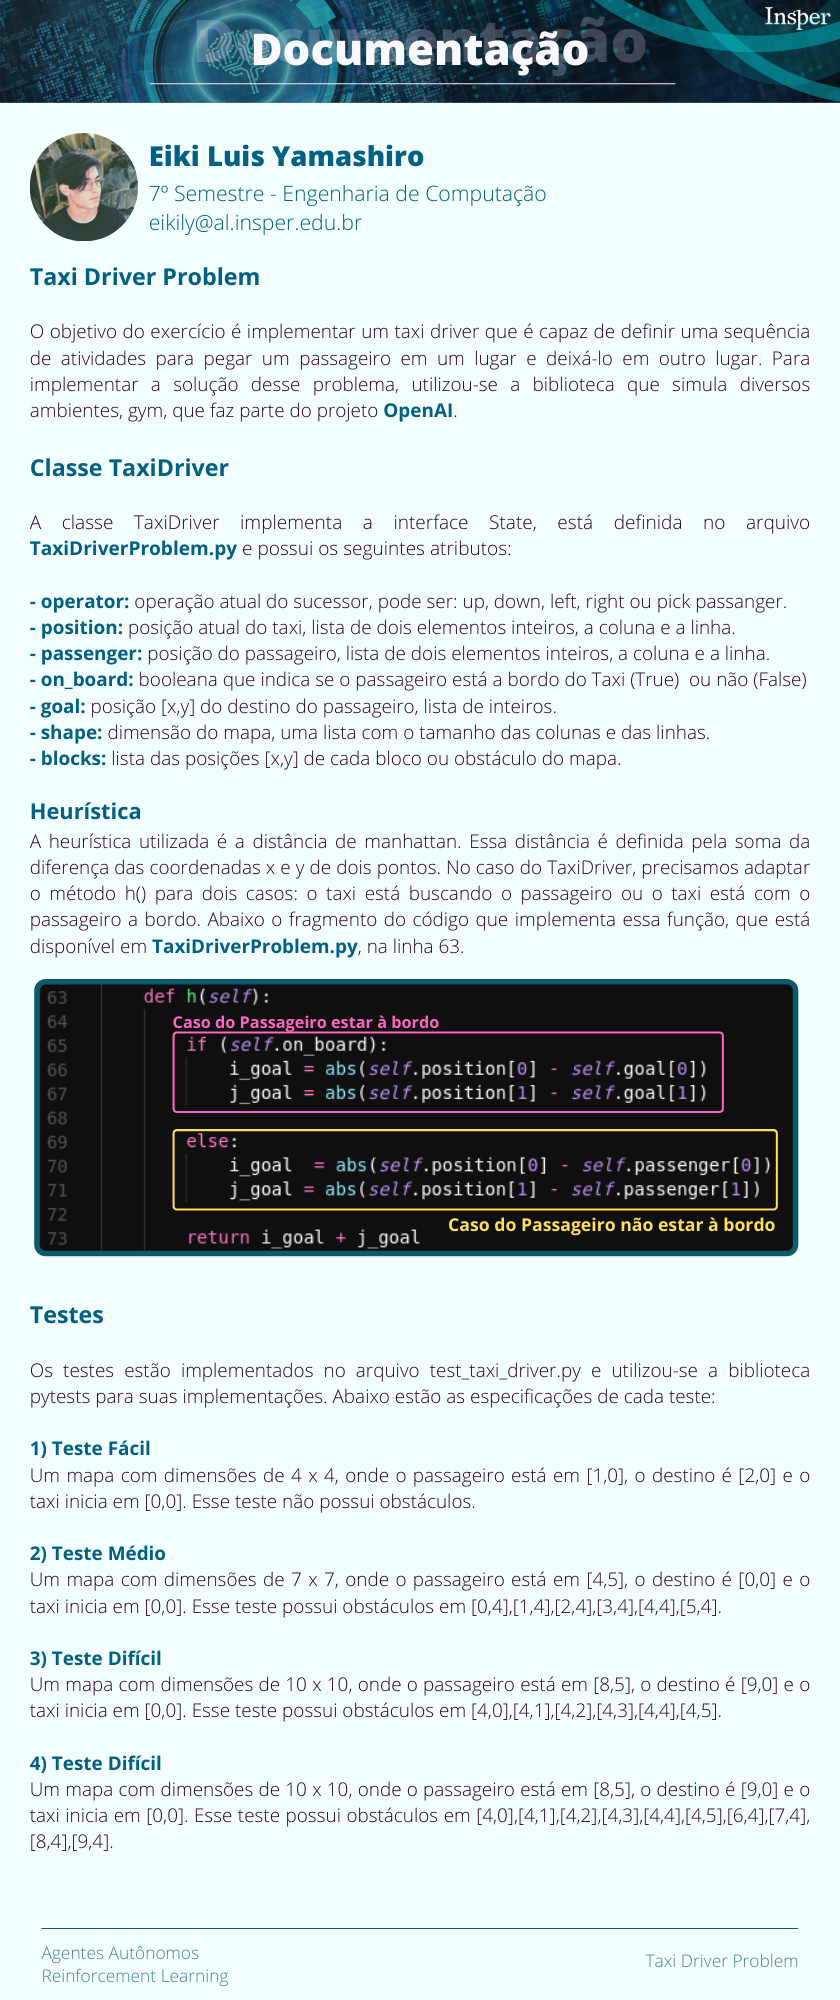 Insper
Documentação
Eiki Luis Yamashiro
7º Semestre - Engenharia de Computação
eikily@al.insper.edu.br
Taxi Driver Problem
O objetivo do exercício é implementar um taxi driver que é capaz de definir uma sequência
de atividades para pegar um passageiro em um lugar e deixá-lo em outro lugar. Para
implementar a solução desse problema, utilizou-se a biblioteca que simula diversos
ambientes, gym, que faz parte do projeto OpenAI.
Classe TaxiDriver
A classe TaxiDriver implementa a interface State, está definida no arquivo
TaxiDriverProblem.py e possui os seguintes atributos:
- operator: operação atual do sucessor, pode ser: up, down, left, right ou pick passanger.
- position: posição atual do taxi, lista de dois elementos inteiros, a coluna e a linha.
- passenger: posição do passageiro, lista de dois elementos inteiros, a coluna e a linha.
- on_board: booleana que indica se o passageiro está a bordo do Taxi (True)  ou não (False)
- goal: posição [x,y] do destino do passageiro, lista de inteiros.
- shape: dimensão do mapa, uma lista com o tamanho das colunas e das linhas.
- blocks: lista das posições [x,y] de cada bloco ou obstáculo do mapa.
Heurística
A heurística utilizada é a distância de manhattan. Essa distância é definida pela soma da
diferença das coordenadas x e y de dois pontos. No caso do TaxiDriver, precisamos adaptar
o método h() para dois casos: o taxi está buscando o passageiro ou o taxi está com o
passageiro a bordo. Abaixo o fragmento do código que implementa essa função, que está
disponível em TaxiDriverProblem.py, na linha 63.
63 def h(self):
64 Caso do Passageiro estar à bordo
65 if (self.on_board):
66 i_goal = abs(self.position[0] - self.goal[0])
67 j_goal = abs(self.position[1] - self.goal[1])
68
69 else:
70 i_goal  = abs(self.position[0] - self.passenger[0])
71 j_goal = abs(self.position[1] - self.passenger[1])
72 Caso do Passageiro não estar à bordo
73 return i_goal + j_goal
Testes
Os testes estão implementados no arquivo test_taxi_driver.py e utilizou-se a biblioteca
pytests para suas implementações. Abaixo estão as especificações de cada teste:
1) Teste Fácil
Um mapa com dimensões de 4 x 4, onde o passageiro está em [1,0], o destino é [2,0] e o
taxi inicia em [0,0]. Esse teste não possui obstáculos.
2) Teste Médio
Um mapa com dimensões de 7 x 7, onde o passageiro está em [4,5], o destino é [0,0] e o
taxi inicia em [0,0]. Esse teste possui obstáculos em [0,4],[1,4],[2,4],[3,4],[4,4],[5,4].
3) Teste Difícil
Um mapa com dimensões de 10 x 10, onde o passageiro está em [8,5], o destino é [9,0] e o
taxi inicia em [0,0]. Esse teste possui obstáculos em [4,0],[4,1],[4,2],[4,3],[4,4],[4,5].
4) Teste Difícil
Um mapa com dimensões de 10 x 10, onde o passageiro está em [8,5], o destino é [9,0] e o
taxi inicia em [0,0]. Esse teste possui obstáculos em [4,0],[4,1],[4,2],[4,3],[4,4],[4,5],[6,4],[7,4],
[8,4],[9,4].
Agentes Autônomos
Reinforcement Learning
Taxi Driver Problem